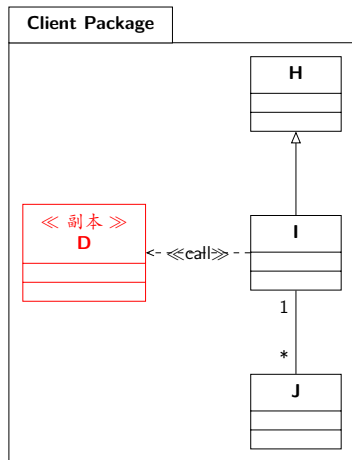 Client Package
H
≪ 副本 ≫
D
I
≪call≫
1
*
J